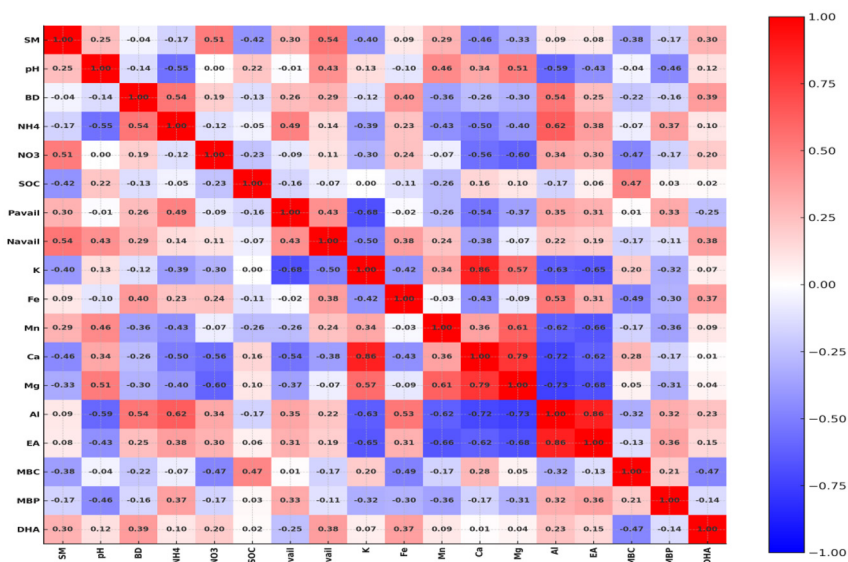 SM 1.00 0.25 -0.04 -0.17 0.51 -0.42 0.30 0.54 -0.40 0.09 0.29 -0.46 -0.33 0.09 0.08 -0.38 -0.17 0.30
pH 0.25 1.00 -0.14 -0.55 0.00 0.22 -0.01 0.43 0.13 -0.10 0.46 0.34 0.51 -0.59 -0.43 -0.04 -0.46 0.12
BD -0.04 -0.14 1.00 0.54 0.19 -0.13 0.26 0.29 -0.12 0.40 -0.36 -0.26 -0.30 0.54 0.25 -0.22 -0.16 0.39
NH4 -0.17 -0.55 0.54 1.00 -0.12 -0.05 0.49 0.14 -0.39 0.23 -0.43 -0.50 -0.40 0.62 0.38 -0.07 0.37 0.10
NO3 0.51 0.00 0.19 -0.12 1.00 -0.23 -0.09 0.11 -0.30 0.24 -0.07 -0.56 -0.60 0.34 0.30 -0.47 -0.17 0.20
SOC -0.42 0.22 -0.13 -0.05 -0.23 1.00 -0.16 -0.07 0.00 -0.11 -0.26 0.16 0.10 -0.17 0.06 0.47 0.03 0.02
Pavail 0.30 -0.01 0.26 0.49 -0.09 -0.16 1.00 0.43 -0.68 -0.02 -0.26 -0.54 -0.37 0.35 0.31 0.01 0.33 -0.25
Navail 0.54 0.43 0.29 0.14 0.11 -0.07 0.43 1.00 -0.50 0.38 0.24 -0.38 -0.07 0.22 0.19 -0.17 -0.11 0.38
K -0.40 0.13 -0.12 -0.39 -0.30 0.00 -0.68 -0.50 1.00 -0.42 0.34 0.86 0.57 -0.63 -0.65 0.20 -0.32 0.07
Fe 0.09 -0.10 0.40 0.23 0.24 -0.11 -0.02 0.38 -0.42 1.00 -0.03 -0.43 -0.09 0.53 0.31 -0.49 -0.30 0.37
Mn 0.29 0.46 -0.36 -0.43 -0.07 -0.26 -0.26 0.24 0.34 -0.03 1.00 0.36 0.61 -0.62 -0.66 -0.17 -0.36 0.09
Ca -0.46 0.34 -0.26 -0.50 -0.56 0.16 -0.54 -0.38 0.86 -0.43 0.36 1.00 0.79 -0.72 -0.62 0.28 -0.17 0.01
Mg -0.33 0.51 -0.30 -0.40 -0.60 0.10 -0.37 -0.07 0.57 -0.09 0.61 0.79 1.00 -0.73 -0.68 0.05 -0.31 0.04
Al 0.09 -0.59 0.54 0.62 0.34 -0.17 0.35 0.22 -0.63 0.53 -0.62 -0.72 -0.73 1.00 0.86 -0.32 0.32 0.23
EA 0.08 -0.43 0.25 0.38 0.30 0.06 0.31 0.19 -0.65 0.31 -0.66 -0.62 -0.68 0.86 1.00 -0.13 0.36 0.15
MBC -0.38 -0.04 -0.22 -0.07 -0.47 0.47 0.01 -0.17 0.20 -0.49 -0.17 0.28 0.05 -0.32 -0.13 1.00 0.21 -0.47
MBP -0.17 -0.46 -0.16 0.37 -0.17 0.03 0.33 -0.11 -0.32 -0.30 -0.36 -0.17 -0.31 0.32 0.36 0.21 1.00 -0.14
DHA 0.30 0.12 0.39 0.10 0.20 0.02 -0.25 0.38 0.07 0.37 0.09 0.01 0.04 0.23 0.15 -0.47 -0.14 1.00
SM pH BD NH4 NO3 SOC vail vail K Fe Mn Ca Mg Al EA MBC MBP DHA
1.00
0.75
0.50
0.25
0.00
−0.25
−0.50
−0.75
−1.00